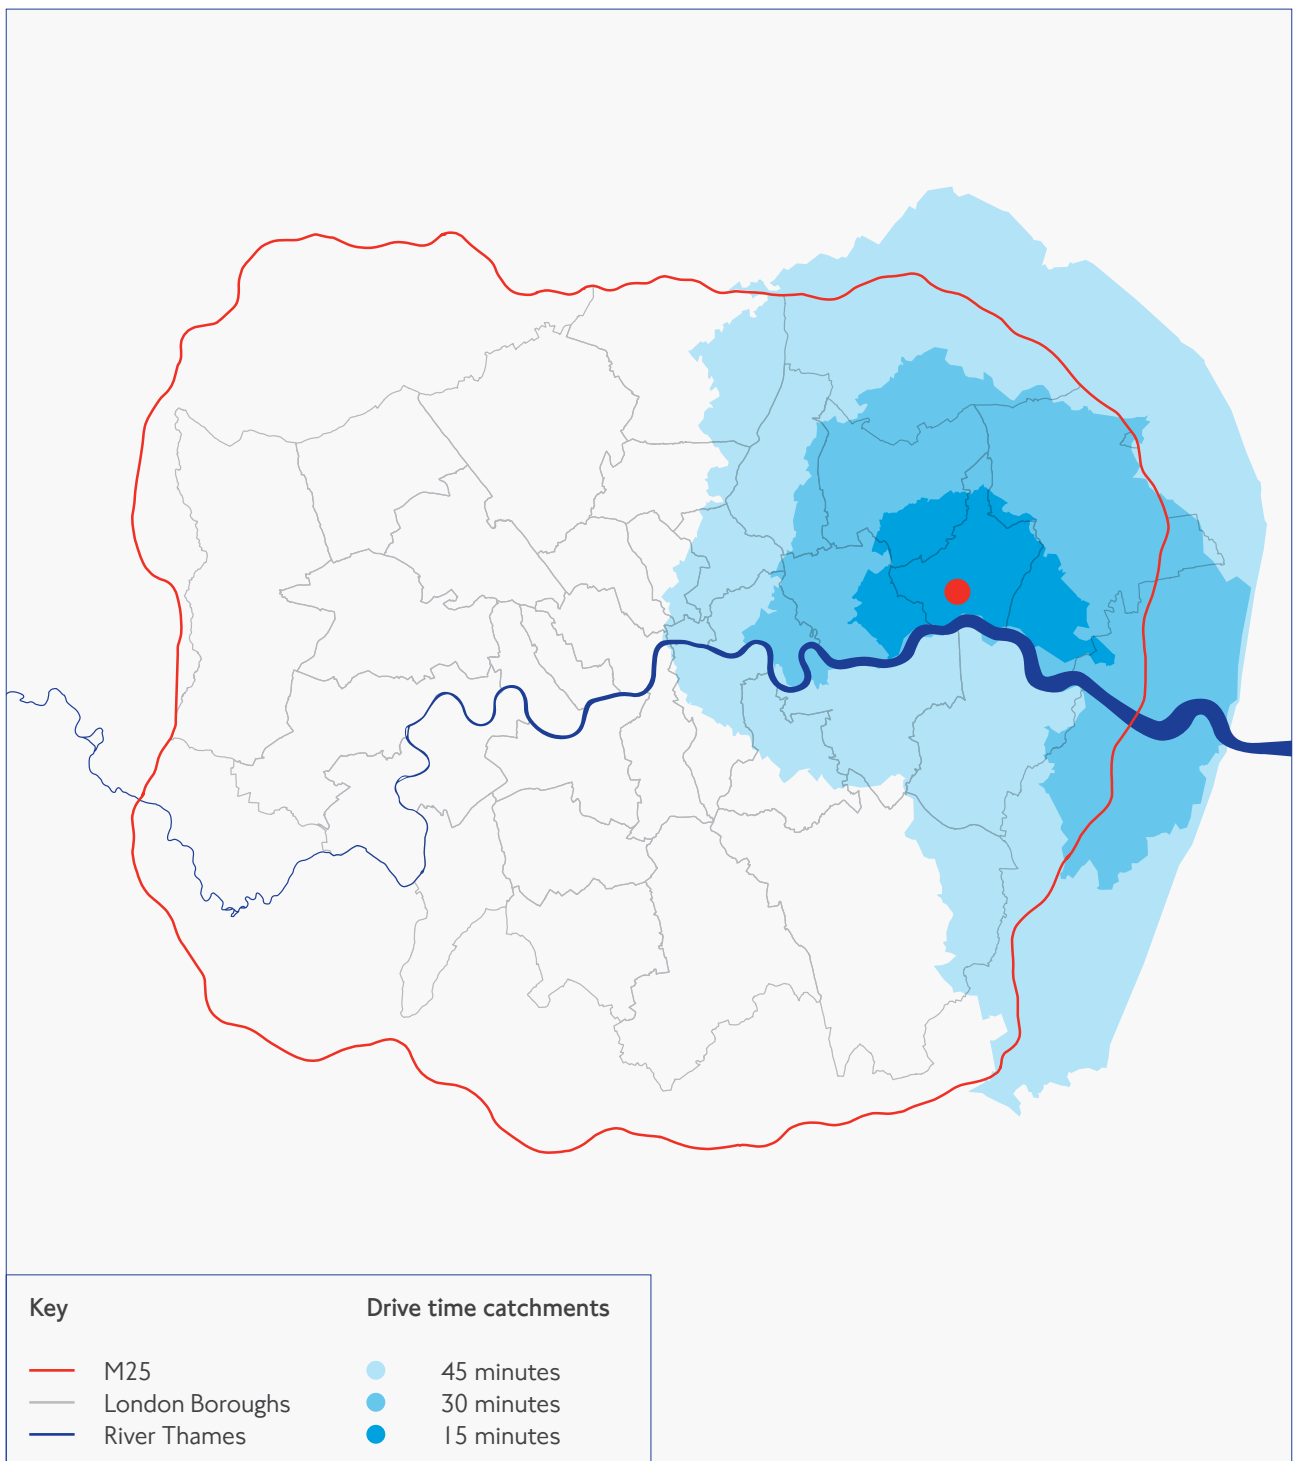 Key
M25
London Boroughs
River Thames
Drive time catchments
45 minutes
30 minutes
15 minutes